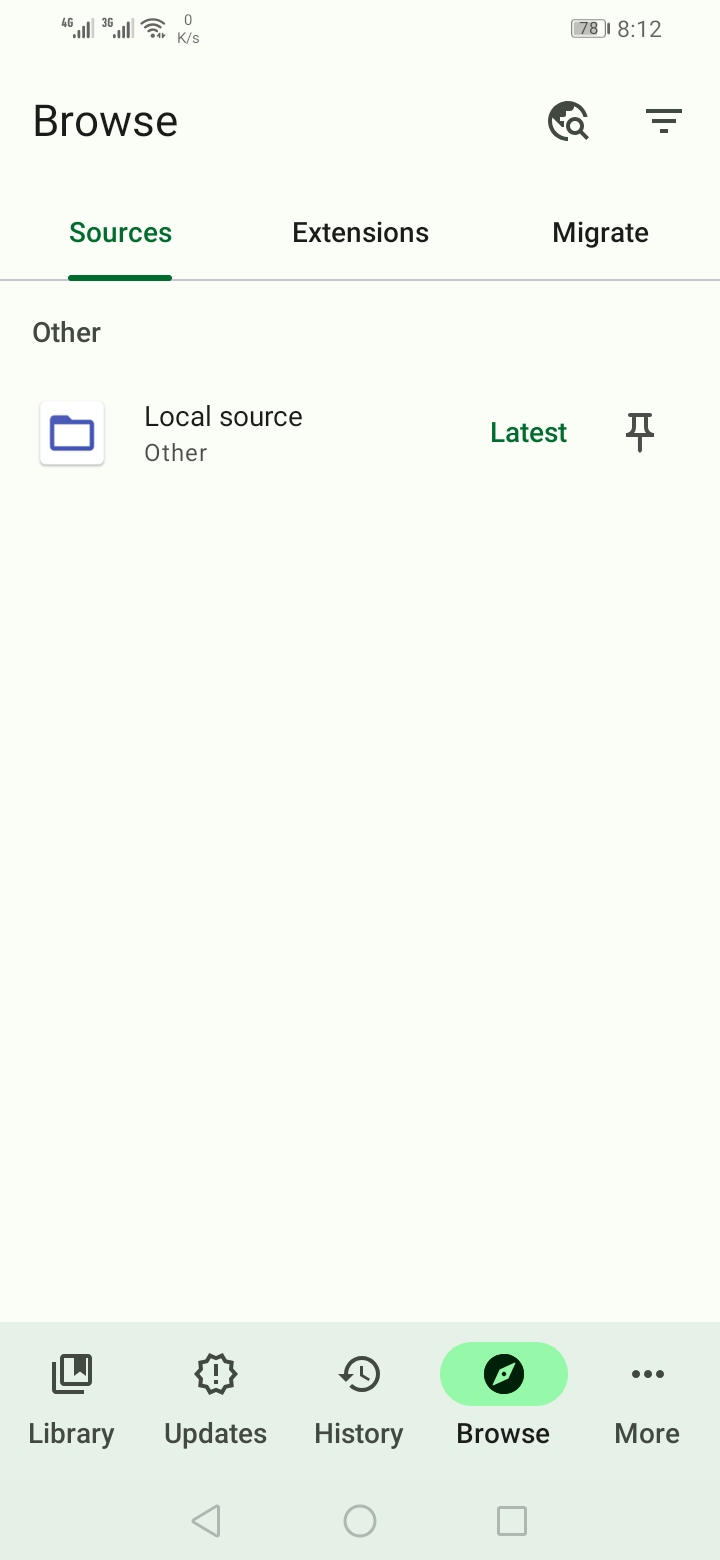 4G 3G 0 K/s 78 8:12
Browse
Sources Extensions Migrate
Other
Local source
Other
Latest
Library Updates History Browse More